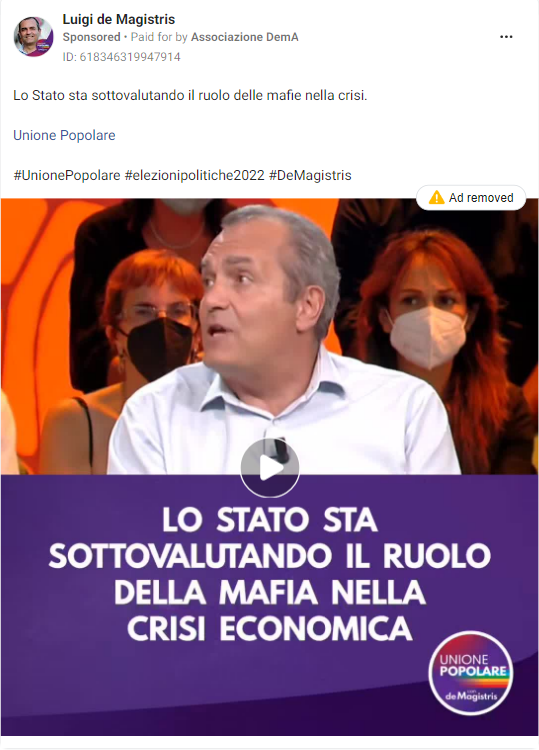 Luigi de Magistris
Sponsored • Paid for by Associazione DemA
ID: 618346319947914
Lo Stato sta sottovalutando il ruolo delle mafie nella crisi.
Unione Popolare
#UnionePopolare #elezionipolitiche2022 #DeMagistris
Ad removed
LO STATO STA
SOTTOVALUTANDO IL RUOLO
DELLA MAFIA NELLA
CRISI ECONOMICA
UNIONE
POPOLARE
con
deMagistris